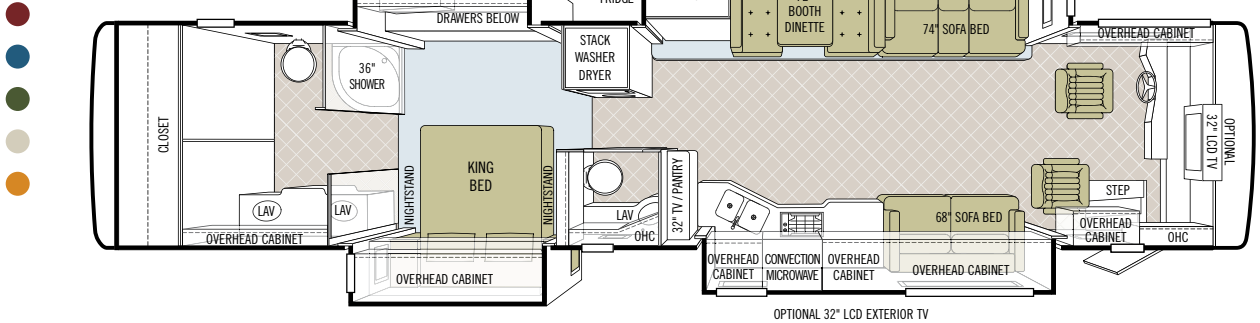 FRIDGE
DRAWERS BELOW
BOOTH
DINETTE
74" SOFA BED
OVERHEAD CABINET
STACK
WASHER
DRYER
36"
SHOWER
CLOSET
OPTIONAL
32" LCD TV
KING
BED
NIGHTSTAND
NIGHTSTAND
32" TV / PANTRY
STEP
LAV
LAV
LAV
68" SOFA BED
OVERHEAD
CABINET
OHC
OHC
OVERHEAD CABINET
OVERHEAD CABINET
OVERHEAD
CABINET
CONVECTION
MICROWAVE
OVERHEAD
CABINET
OVERHEAD CABINET
OPTIONAL 32" LCD EXTERIOR TV